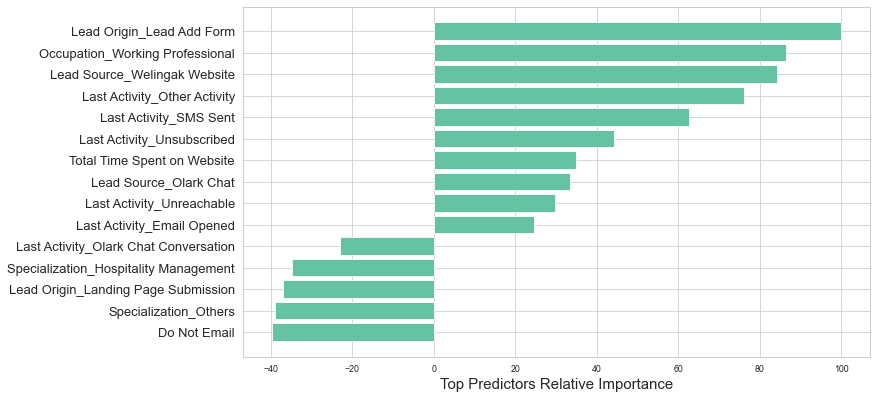 Lead Origin_Lead Add Form
Occupation_Working Professional
Lead Source_Welingak Website
Last Activity_Other Activity
Last Activity_SMS Sent
Last Activity_Unsubscribed
Total Time Spent on Website
Lead Source_Olark Chat
Last Activity_Unreachable
Last Activity_Email Opened
Last Activity_Olark Chat Conversation
Specialization_Hospitality Management
Lead Origin_Landing Page Submission
Specialization_Others
Do Not Email
−40 −20 0 20 40 60 80 100
Top Predictors Relative Importance